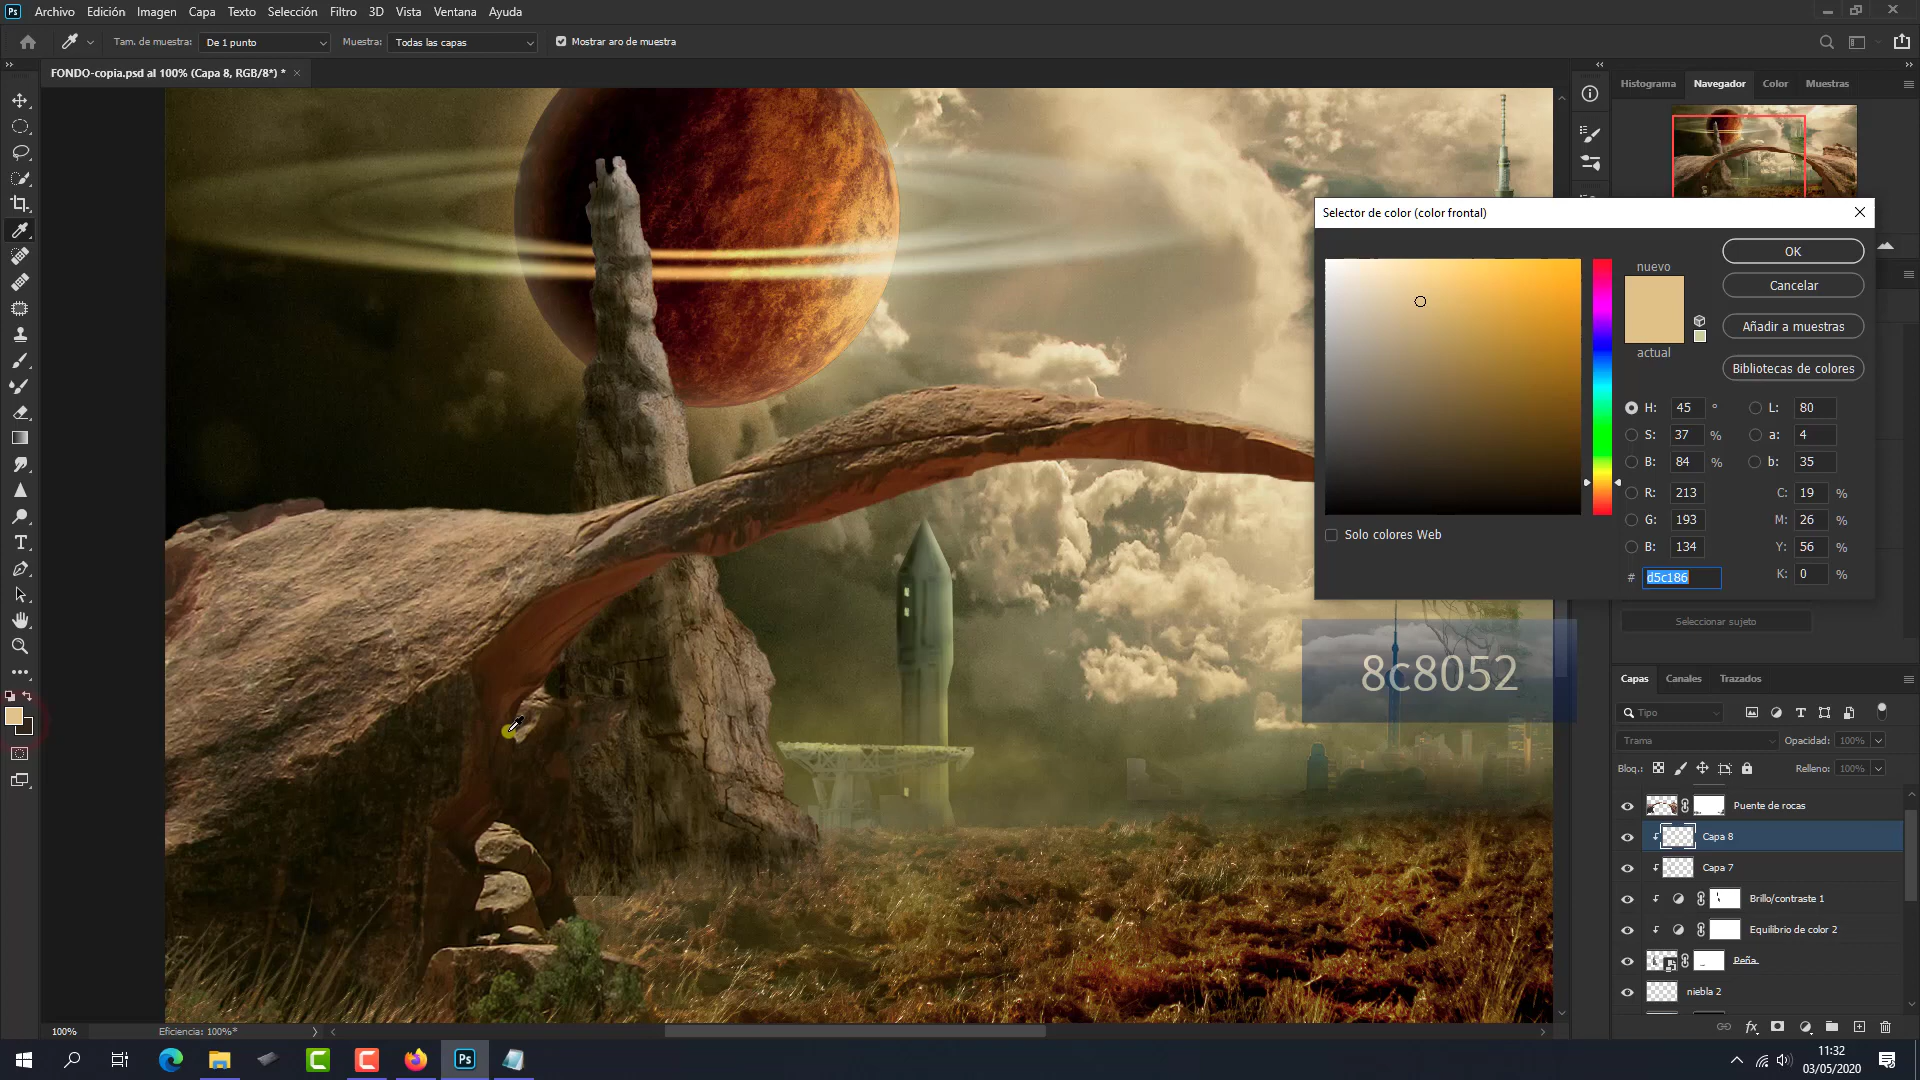 Ps Archivo Edición Imagen Capa Texto Selección Filtro 3D Vista Ventana Ayuda
Tam. de muestra: De 1 punto Muestra: Todas las capas Mostrar aro de muestra
FONDO-copia.psd al 100% (Capa 8, RGB/8*) *
Histograma Navegador Color Muestras
Selector de color (color frontal)
nuevo
actual
OK
Cancelar
Añadir a muestras
Bibliotecas de colores
H: 45 ° L: 80
S: 37 % a: 4
B: 84 % b: 35
R: 213 C: 19 %
G: 193 M: 26 %
B: 134 Y: 56 %
# d5c186 K: 0 %
Solo colores Web
Seleccionar sujeto
8c8052
Capas Canales Trazados
Tipo
Trama Opacidad: 100%
Bloq.: Relleno: 100%
Puente de rocas
Capa 8
Capa 7
Brillo/contraste 1
Equilibrio de color 2
Peña
niebla 2
fx
100% Eficiencia: 100%*
Ps
11:32
03/05/2020